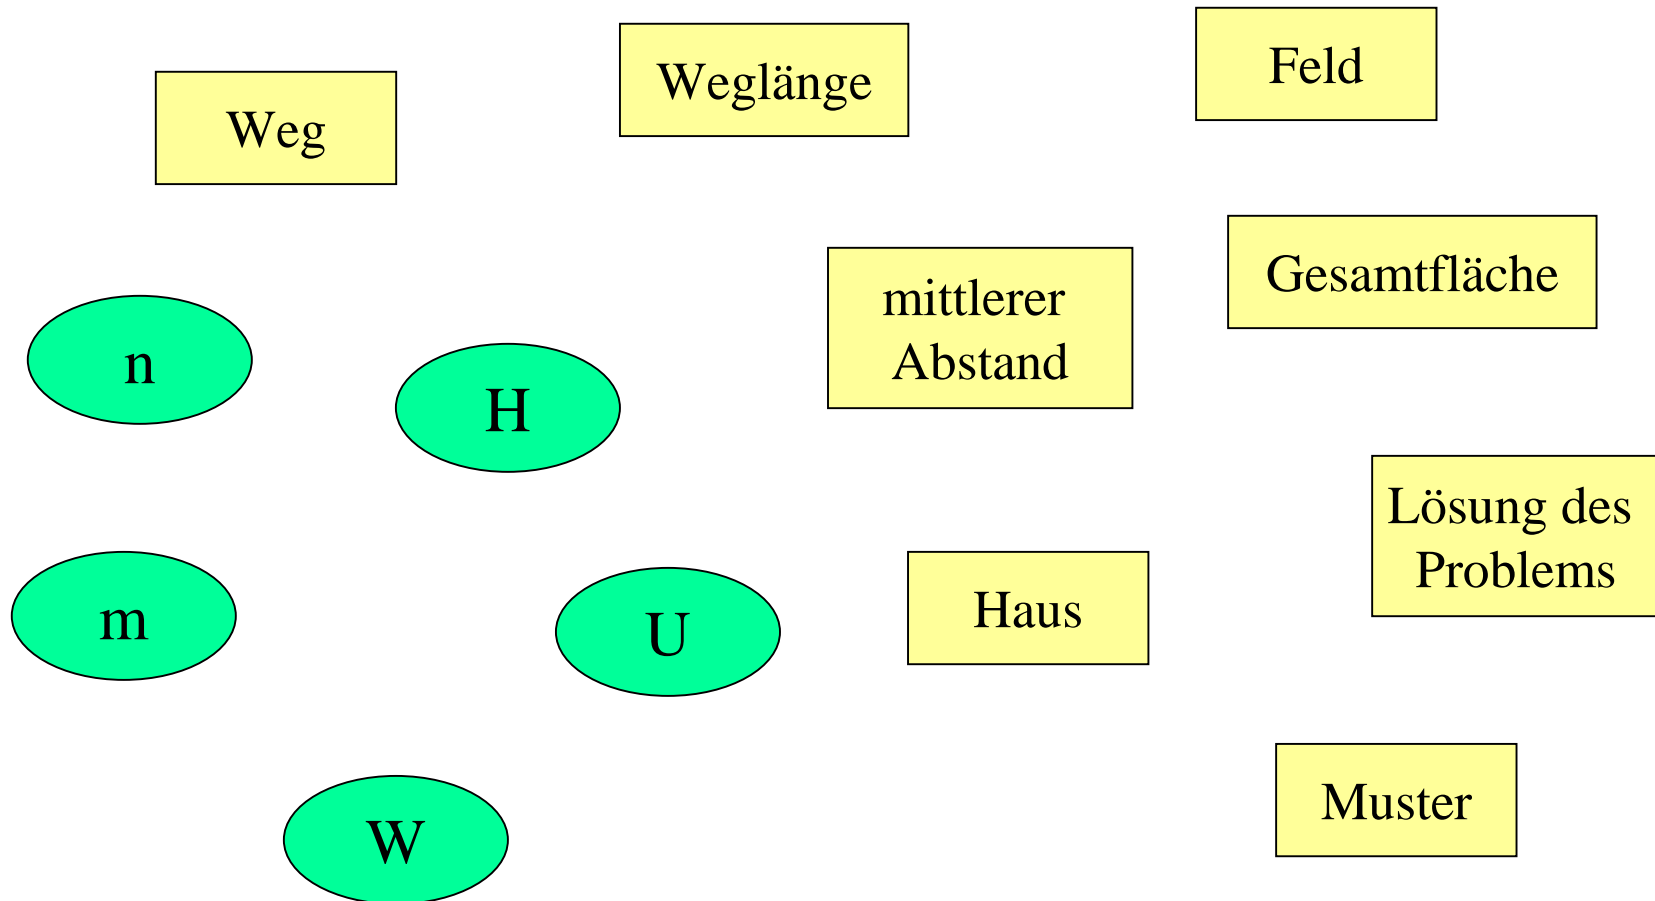 Feld
Weglänge
Weg
Gesamtfläche
mittlerer
Abstand
n
H
Lösung des
Problems
Haus
m
U
Muster
W